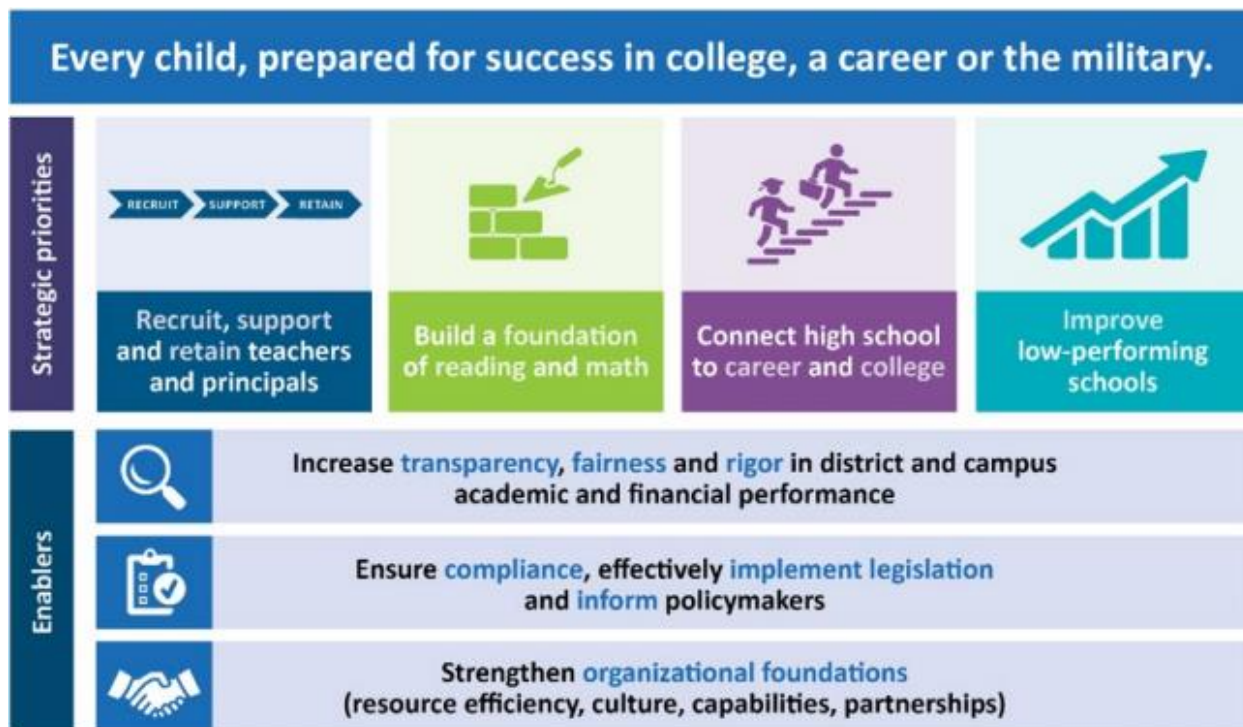 Every child, prepared for success in college, a career or the military.
Strategic priorities
RECRUIT SUPPORT RETAIN
Recruit, support
and retain teachers
and principals
Build a foundation
of reading and math
Connect high school
to career and college
Improve
low-performing
schools
Enablers
Increase transparency, fairness and rigor in district and campus
academic and financial performance
Ensure compliance, effectively implement legislation
and inform policymakers
Strengthen organizational foundations
(resource efficiency, culture, capabilities, partnerships)